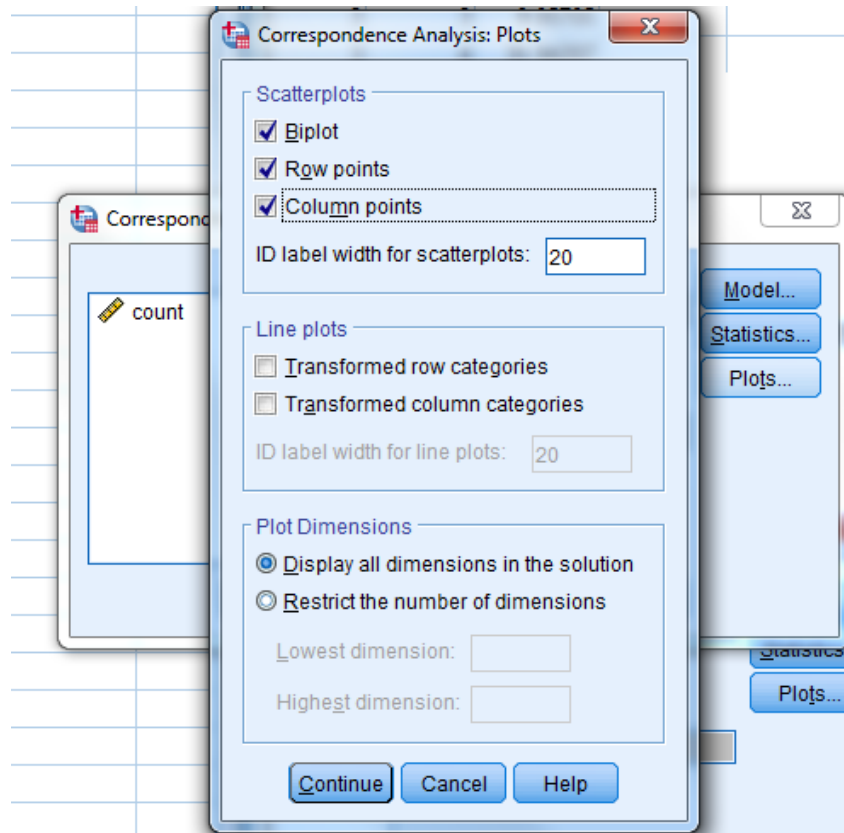 Correspondence Analysis: Plots
Scatterplots
Biplot
Row points
Column points
ID label width for scatterplots: 20
Line plots
Transformed row categories
Transformed column categories
ID label width for line plots: 20
Plot Dimensions
Display all dimensions in the solution
Restrict the number of dimensions
Lowest dimension:
Highest dimension:
Continue Cancel Help
Correspond
count
Model...
Statistics...
Plots...
Statistics
Plots...